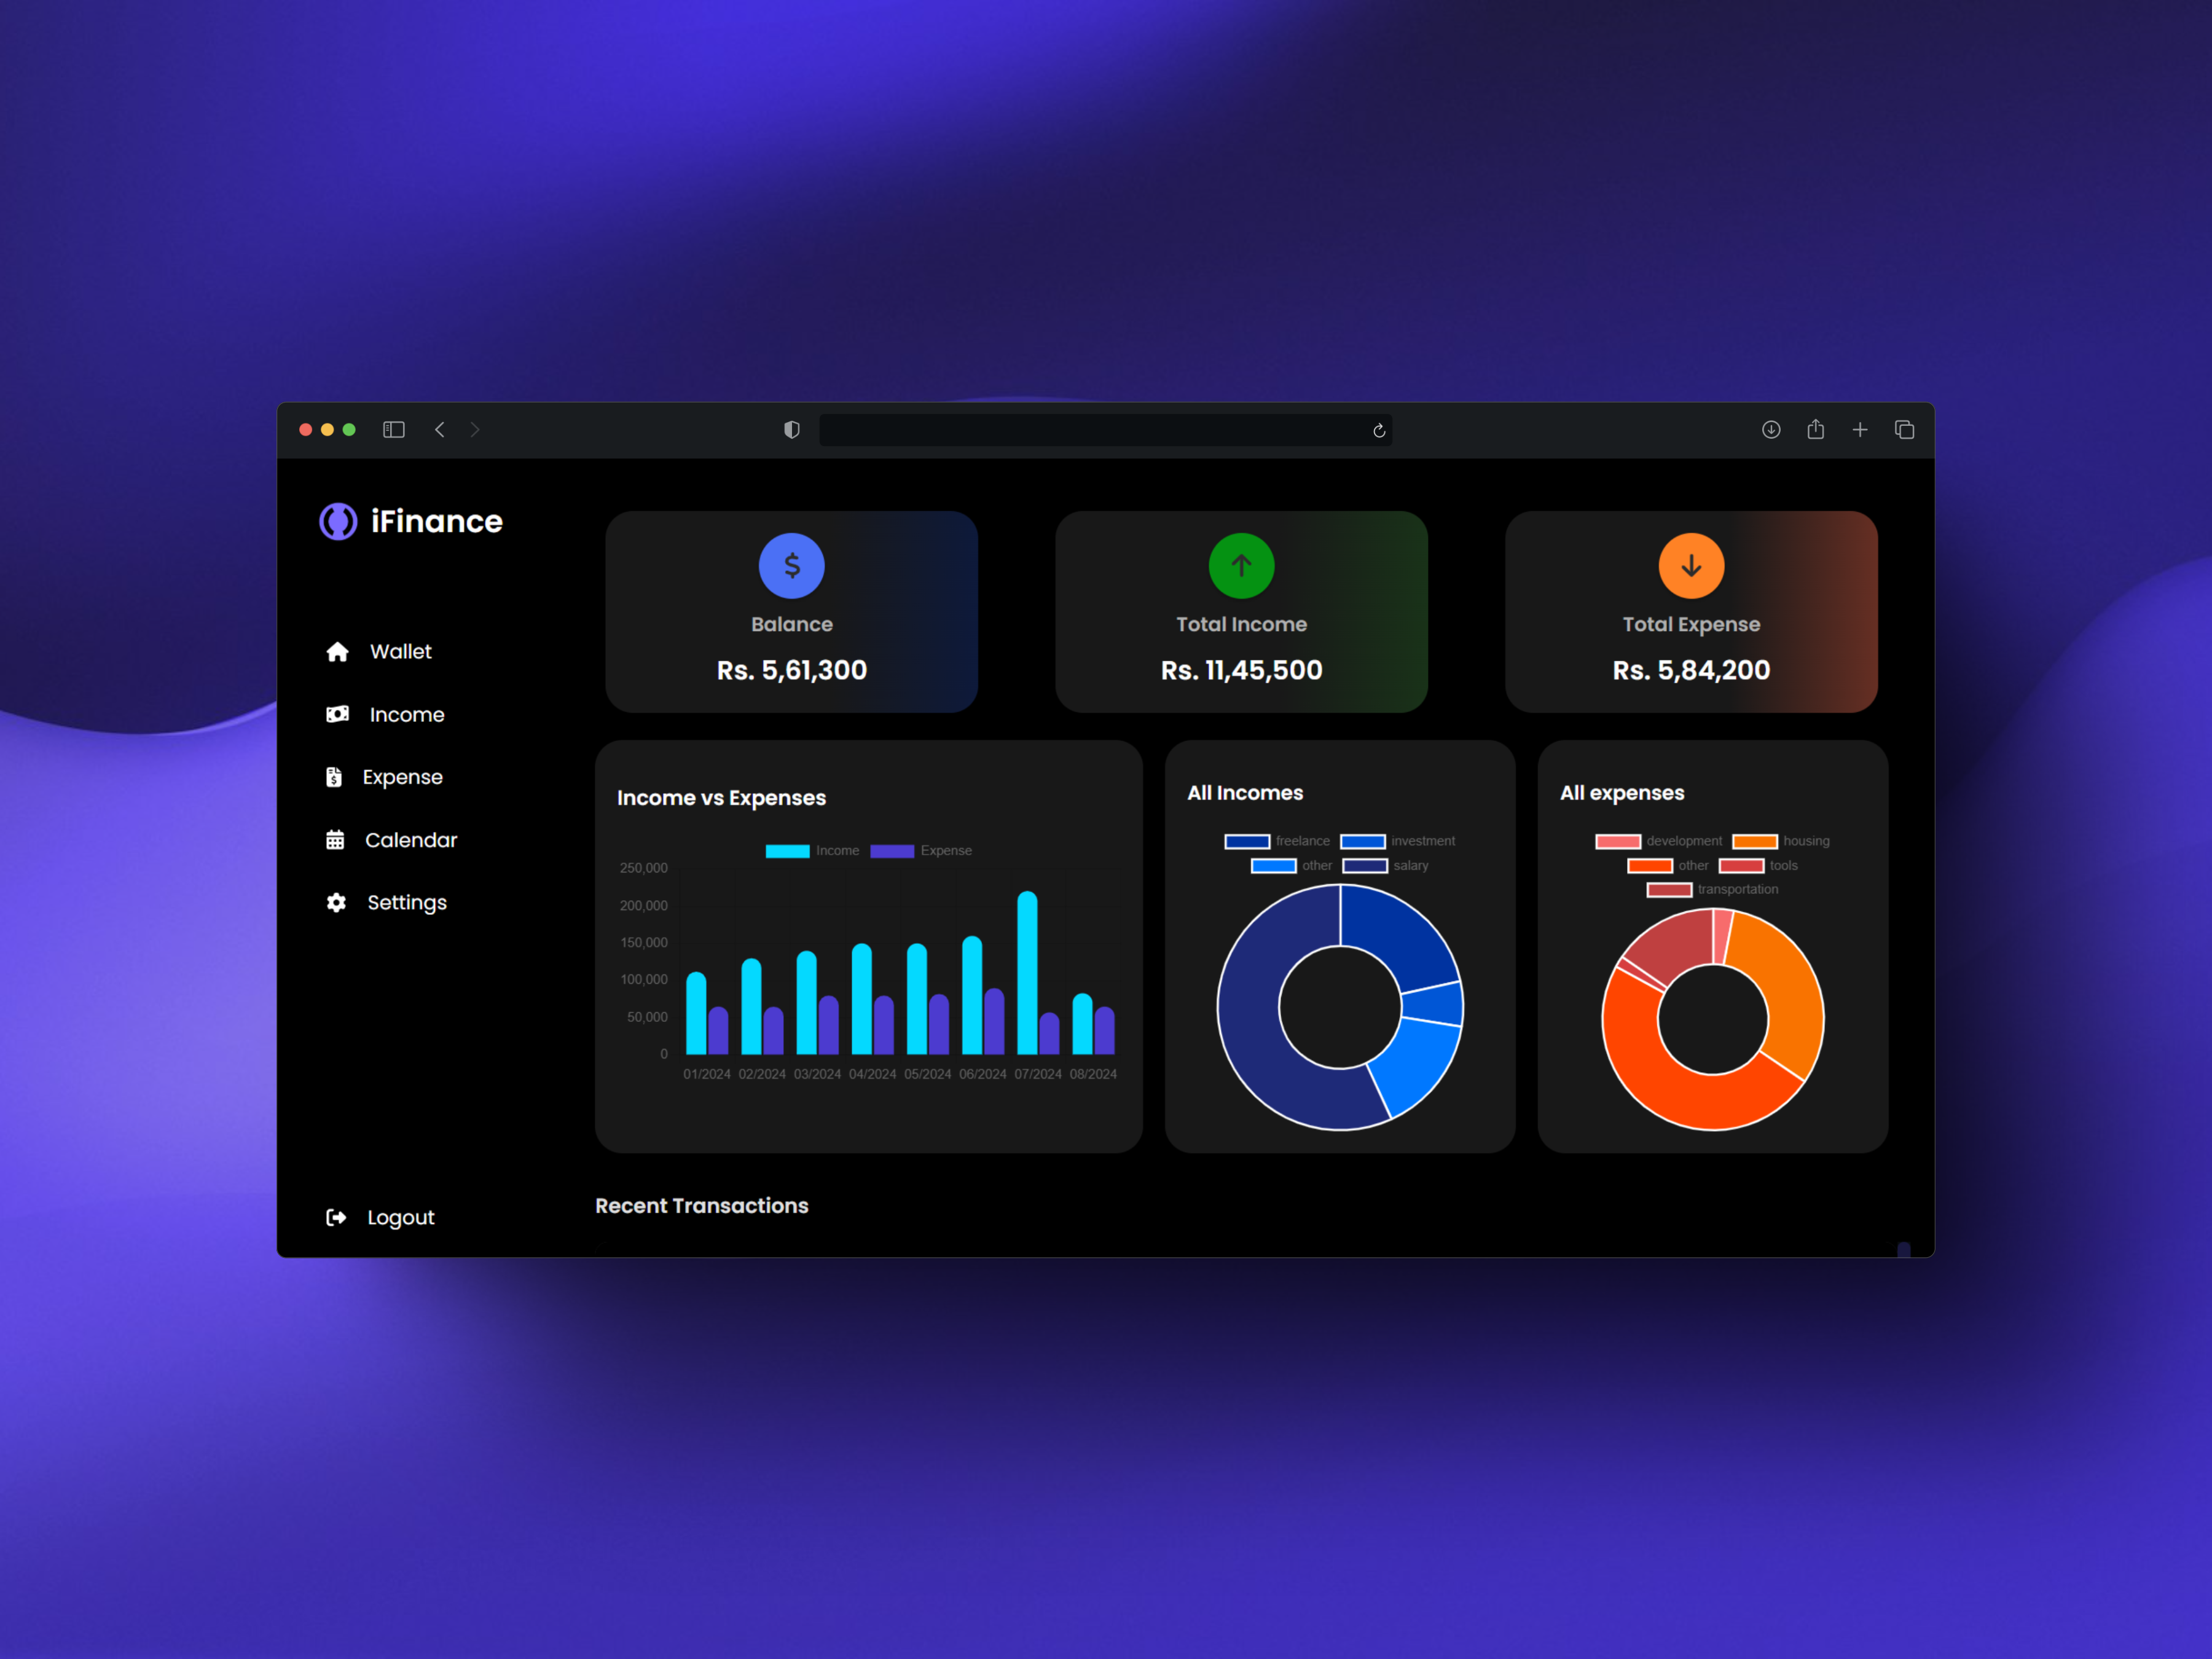 iFinance
Wallet
Income
Expense
Calendar
Settings
Logout
$
Balance
Rs. 5,61,300
Total Income
Rs. 11,45,500
Total Expense
Rs. 5,84,200
Income vs Expenses
Income Expense
250,000
200,000
150,000
100,000
50,000
0
01/2024 02/2024 03/2024 04/2024 05/2024 06/2024 07/2024 08/2024
All Incomes
freelance investment
other salary
All expenses
development housing
other tools
transportation
Recent Transactions